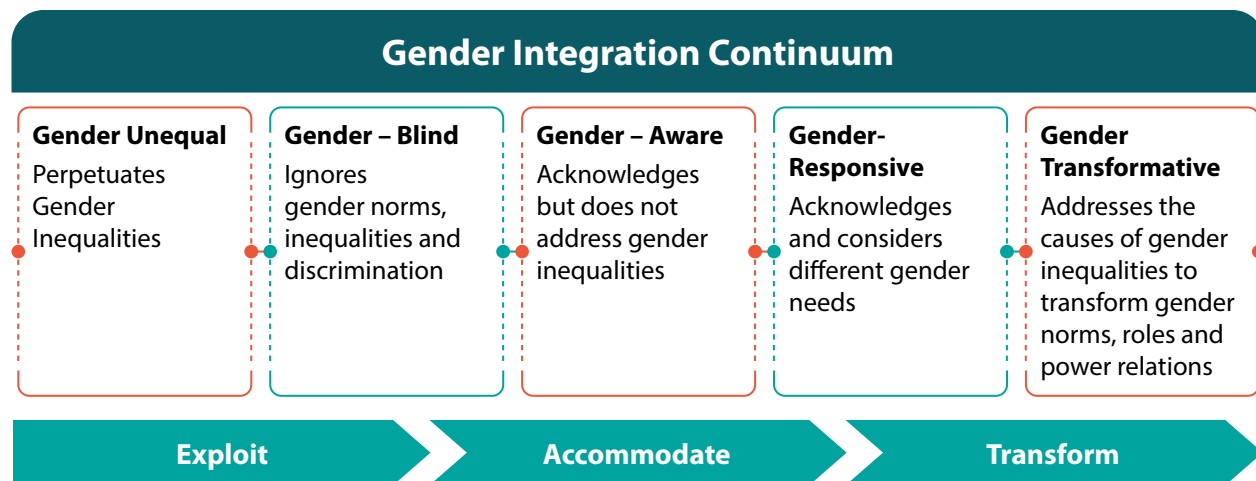 Gender Integration Continuum
Gender Unequal
Perpetuates
Gender
Inequalities
Gender – Blind
Ignores
gender norms,
inequalities and
discrimination
Gender – Aware
Acknowledges
but does not
address gender
inequalities
Gender-
Responsive
Acknowledges
and considers
different gender
needs
Gender
Transformative
Addresses the
causes of gender
inequalities to
transform gender
norms, roles and
power relations
Exploit
Accommodate
Transform